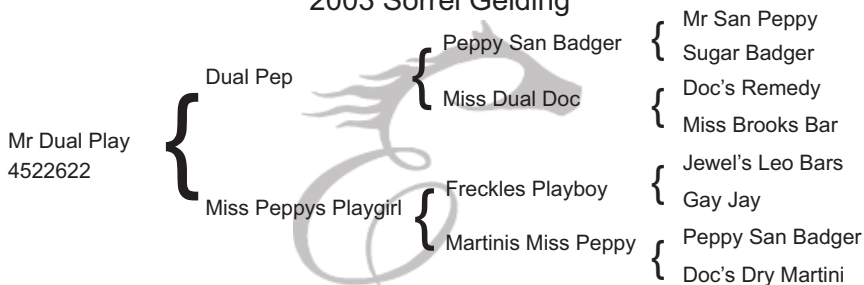 2003 Sorrel Gelding
Mr San Peppy
Peppy San Badger
Sugar Badger
Dual Pep
Doc's Remedy
Miss Dual Doc
Miss Brooks Bar
Mr Dual Play
4522622
Jewel's Leo Bars
Freckles Playboy
Gay Jay
Miss Peppys Playgirl
Peppy San Badger
Martinis Miss Peppy
Doc's Dry Martini